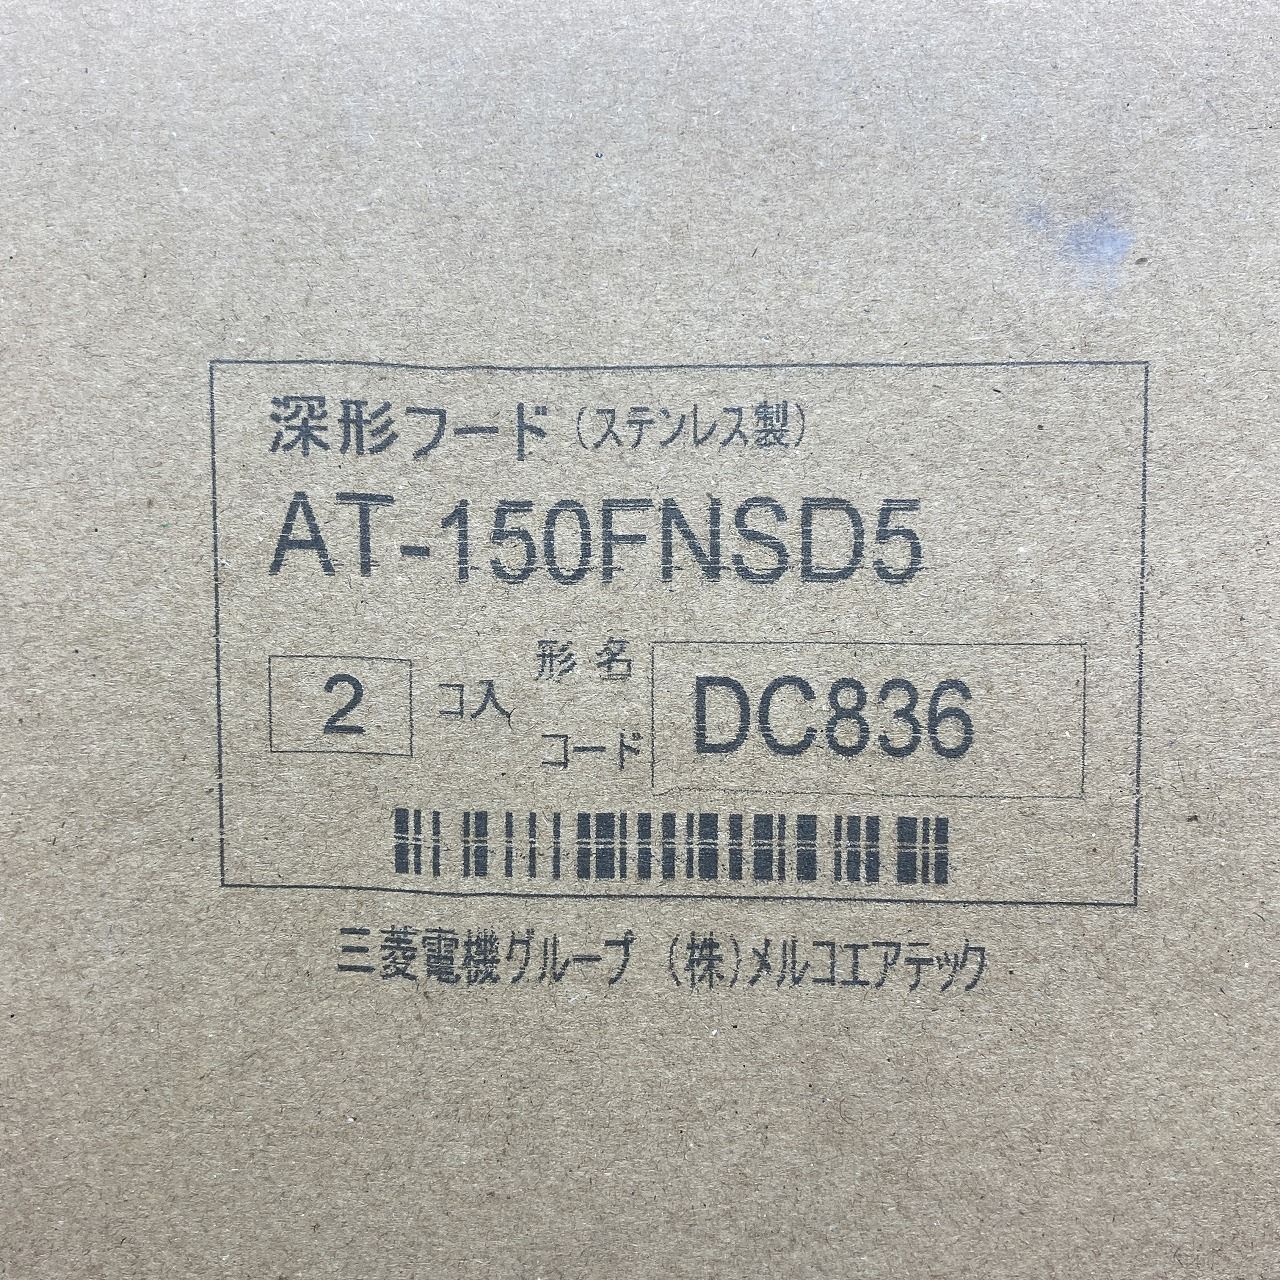 深形フード（ステンレス製）
AT-150FNSD5
2 コ入 形名コード DC836
三菱電機グループ （株）メルコエアテック